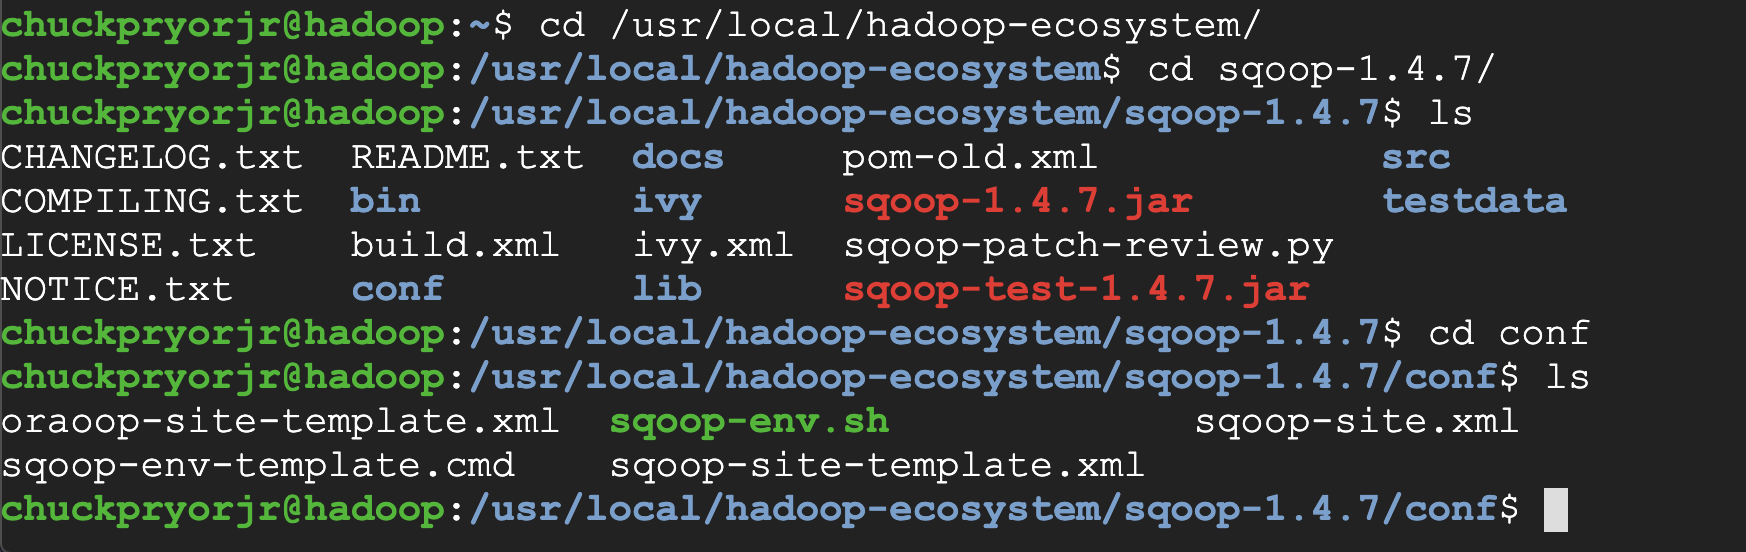 chuckpryorjr@hadoop:~$ cd /usr/local/hadoop-ecosystem/
chuckpryorjr@hadoop:/usr/local/hadoop-ecosystem$ cd sqoop-1.4.7/
chuckpryorjr@hadoop:/usr/local/hadoop-ecosystem/sqoop-1.4.7$ ls
CHANGELOG.txt  README.txt  docs     pom-old.xml            src
COMPILING.txt  bin         ivy      sqoop-1.4.7.jar        testdata
LICENSE.txt    build.xml   ivy.xml  sqoop-patch-review.py
NOTICE.txt     conf        lib      sqoop-test-1.4.7.jar
chuckpryorjr@hadoop:/usr/local/hadoop-ecosystem/sqoop-1.4.7$ cd conf
chuckpryorjr@hadoop:/usr/local/hadoop-ecosystem/sqoop-1.4.7/conf$ ls
oraoop-site-template.xml  sqoop-env.sh             sqoop-site.xml
sqoop-env-template.cmd    sqoop-site-template.xml
chuckpryorjr@hadoop:/usr/local/hadoop-ecosystem/sqoop-1.4.7/conf$